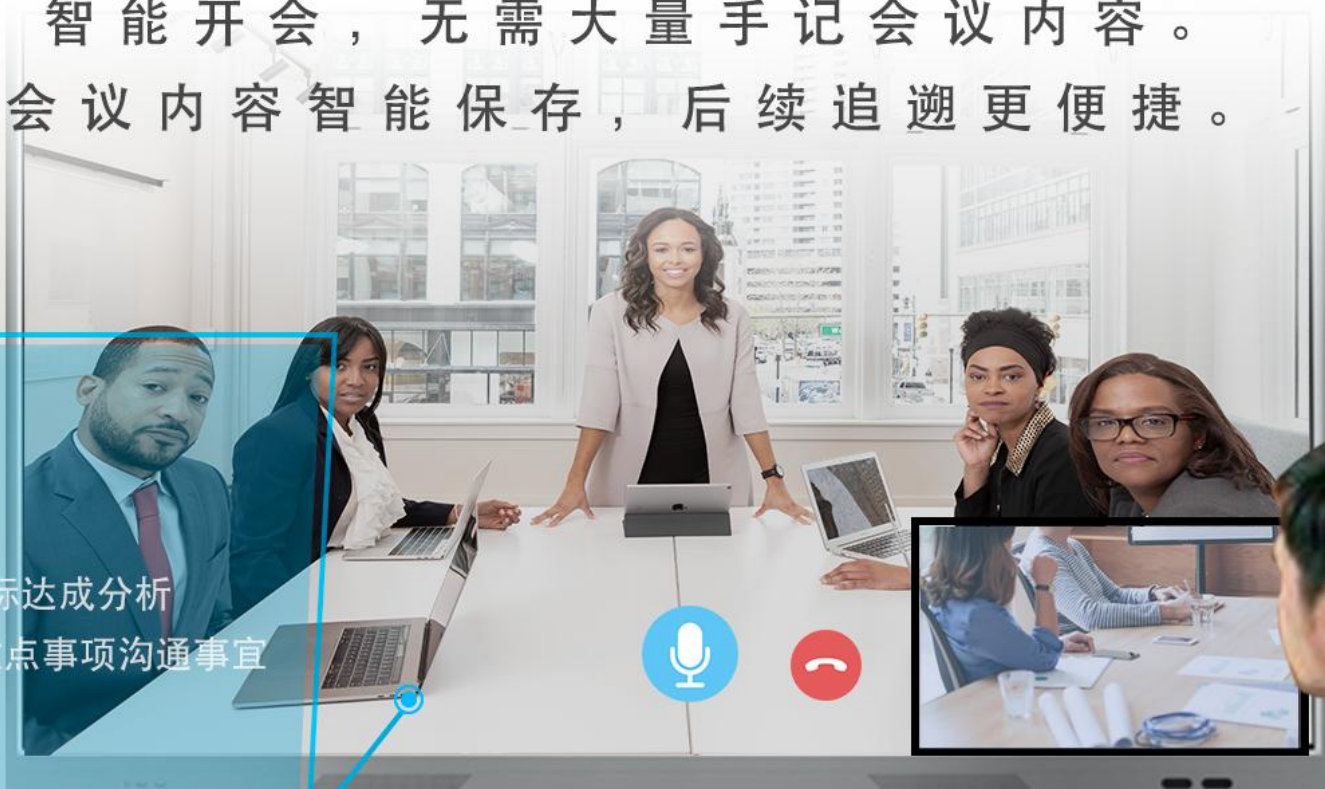 智能开会，无需大量手记会议内容。
会议内容智能保存，后续追遡更便捷。
标达成分析
点事项沟通事宜